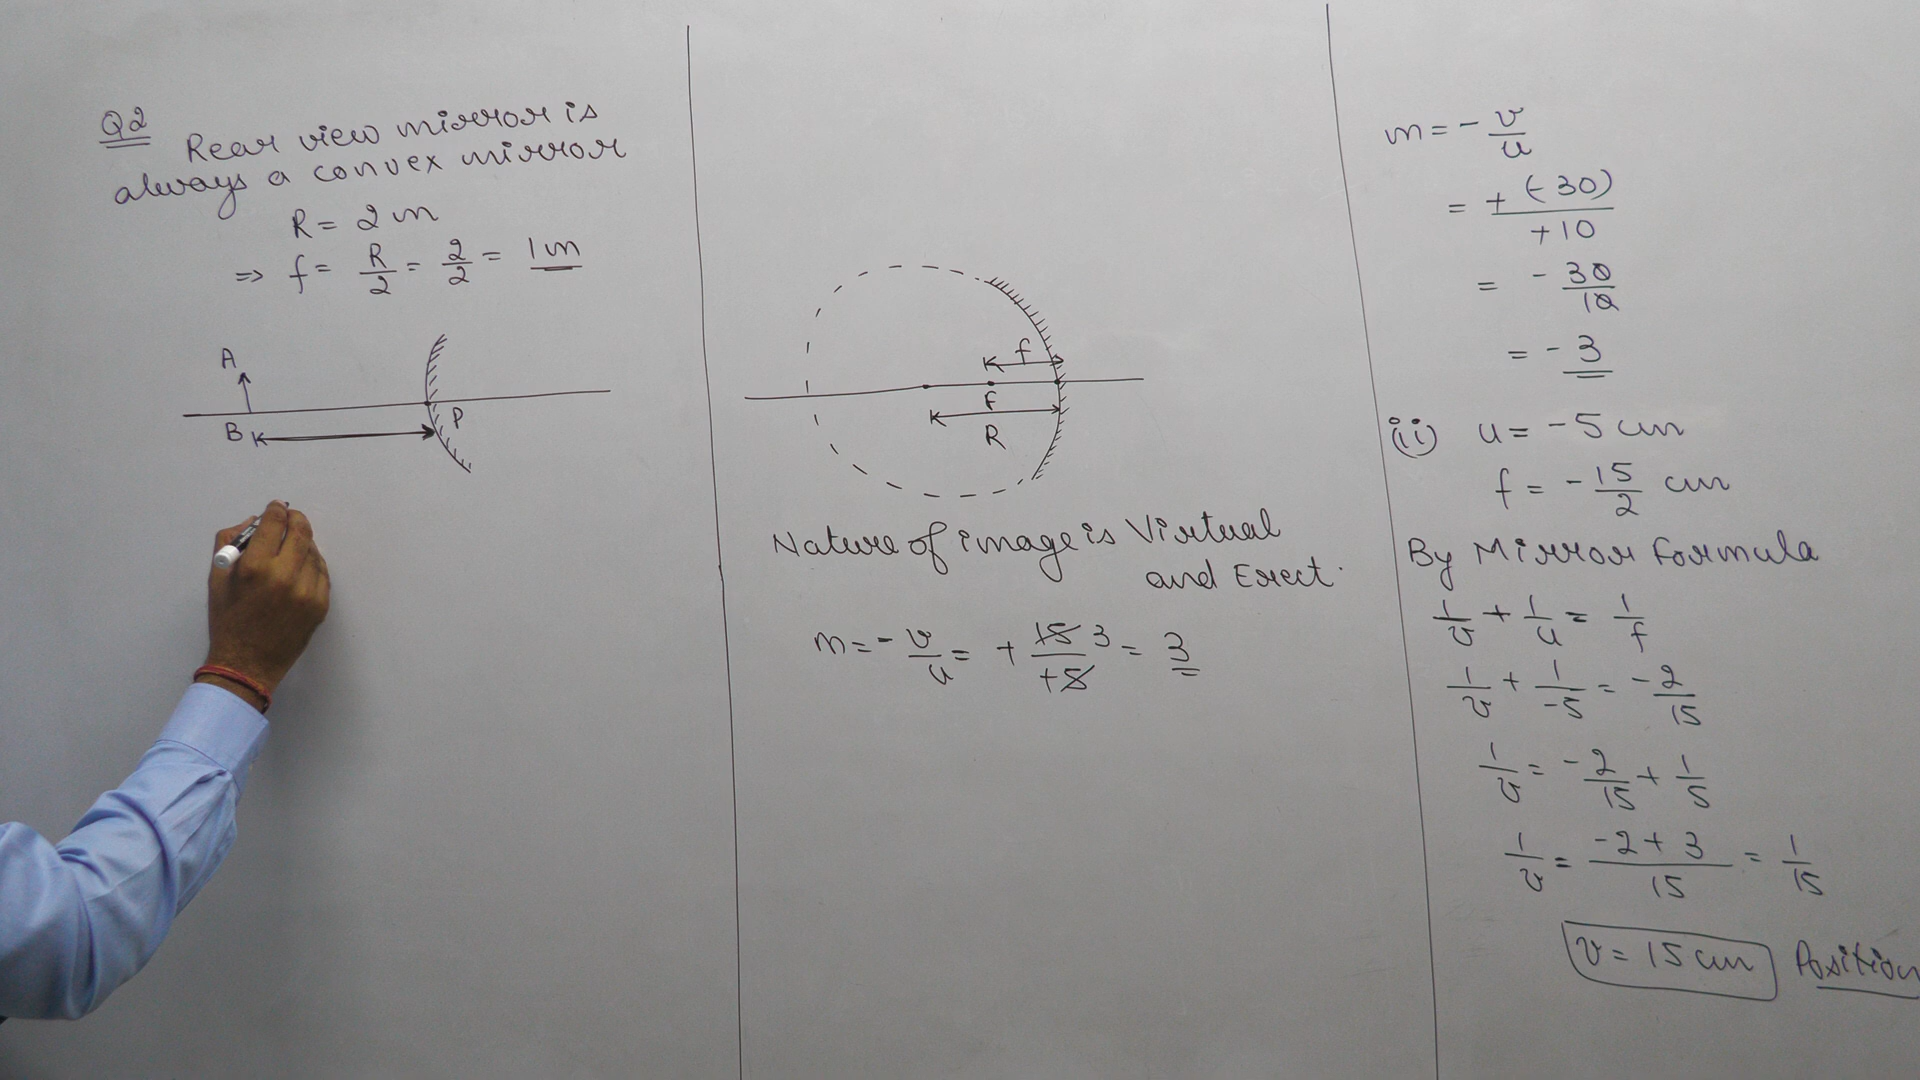 Q2
Rear view mirror is
always a convex mirror
R = 2 m
⇒ f = R/2 = 2/2 = 1 m
A
B
P
f
F
R
Nature of image is Virtual
and Erect.
m = - v/u = + 15/+5 3 = 3
m = - v/u
= + (-30)/+10
= - 30/10
= - 3
(ii) u = -5 cm
f = - 15/2 cm
By Mirror Formula
1/v + 1/u = 1/f
1/v + 1/-5 = - 2/15
1/v = - 2/15 + 1/5
1/v = -2 + 3/15 = 1/15
v = 15 cm Position